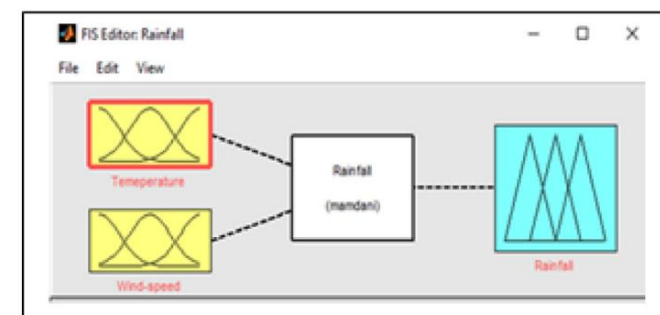 FIS Editor: Rainfall
File Edit View
Temeperature
Rainfall
(mamdani)
Wind-speed
Rainfall